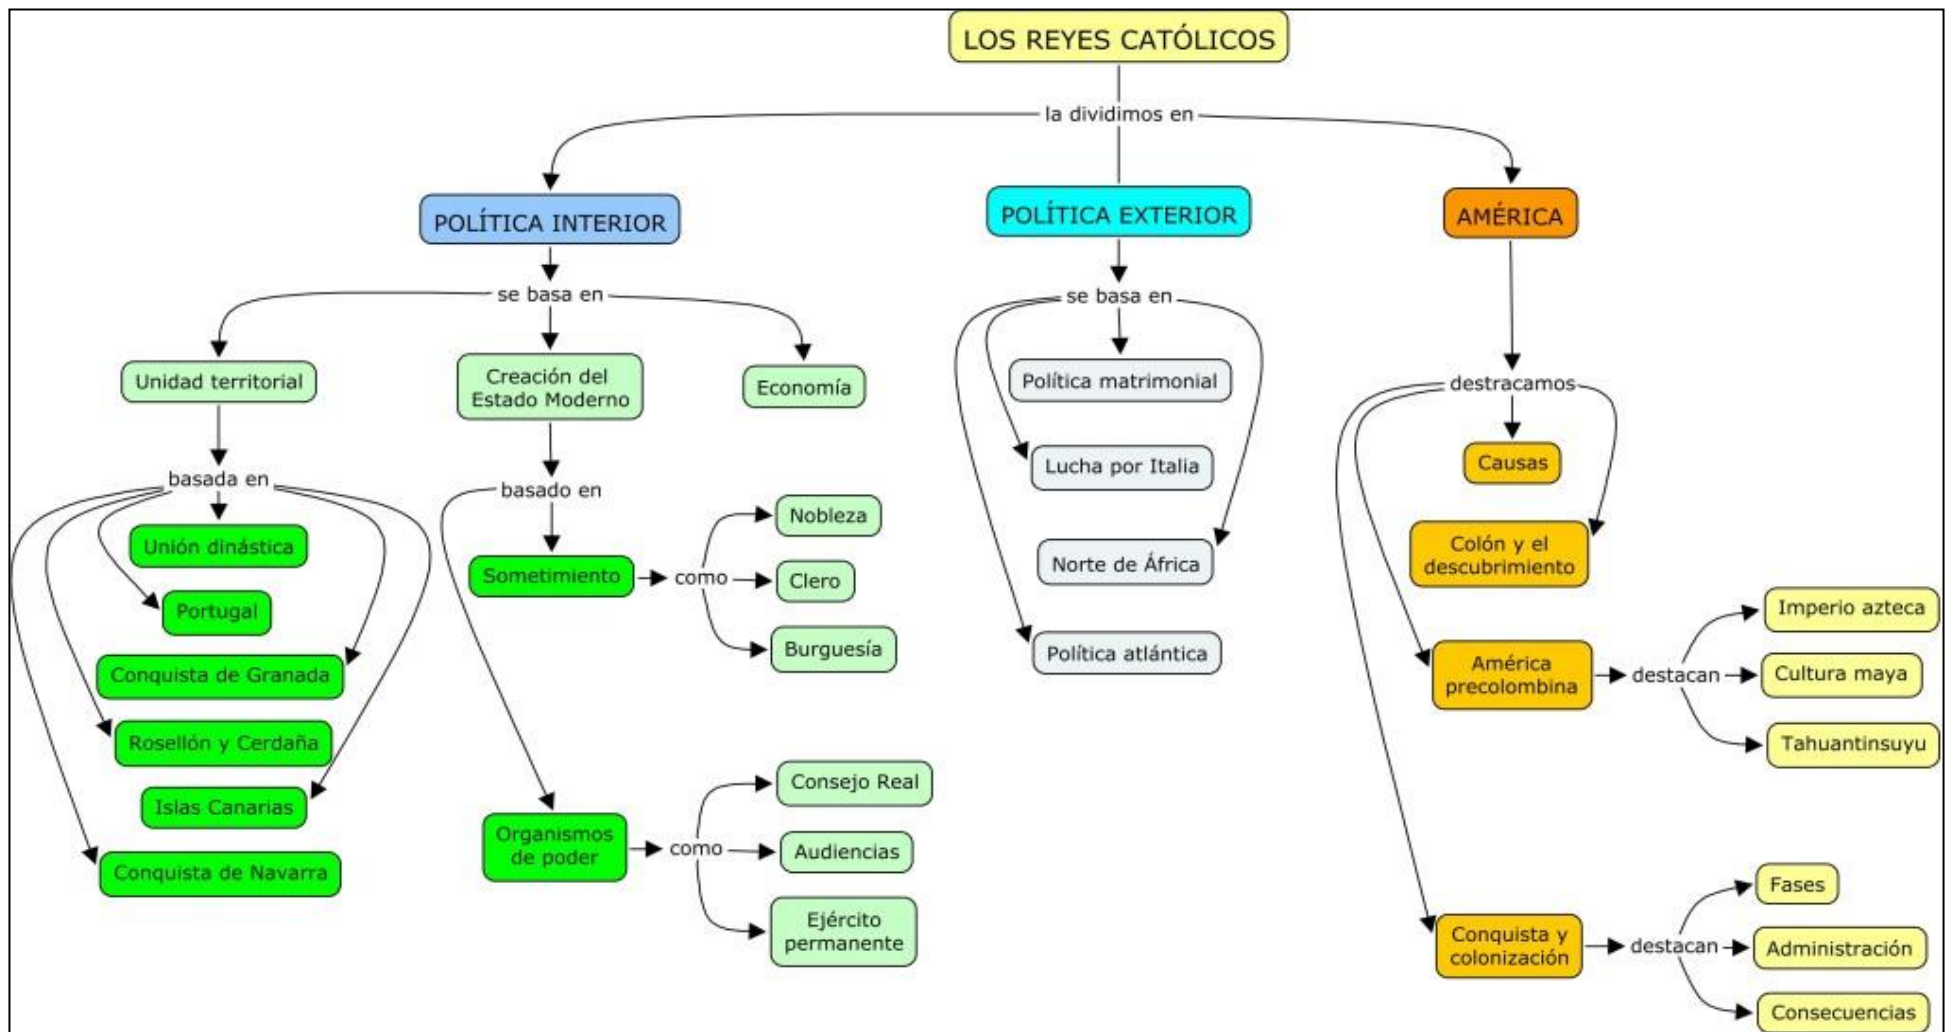 LOS REYES CATÓLICOS
la dividimos en
POLÍTICA INTERIOR
POLÍTICA EXTERIOR
AMÉRICA
se basa en
Unidad territorial
Creación del
Estado Moderno
Economía
basada en
Unión dinástica
Portugal
Conquista de Granada
Rosellón y Cerdaña
Islas Canarias
Conquista de Navarra
basado en
Sometimiento
como
Nobleza
Clero
Burguesía
Organismos
de poder
como
Consejo Real
Audiencias
Ejército
permanente
se basa en
Política matrimonial
Lucha por Italia
Norte de África
Política atlántica
destracamos
Causas
Colón y el
descubrimiento
América
precolombina
destacan
Imperio azteca
Cultura maya
Tahuantinsuyu
Conquista y
colonización
destacan
Fases
Administración
Consecuencias